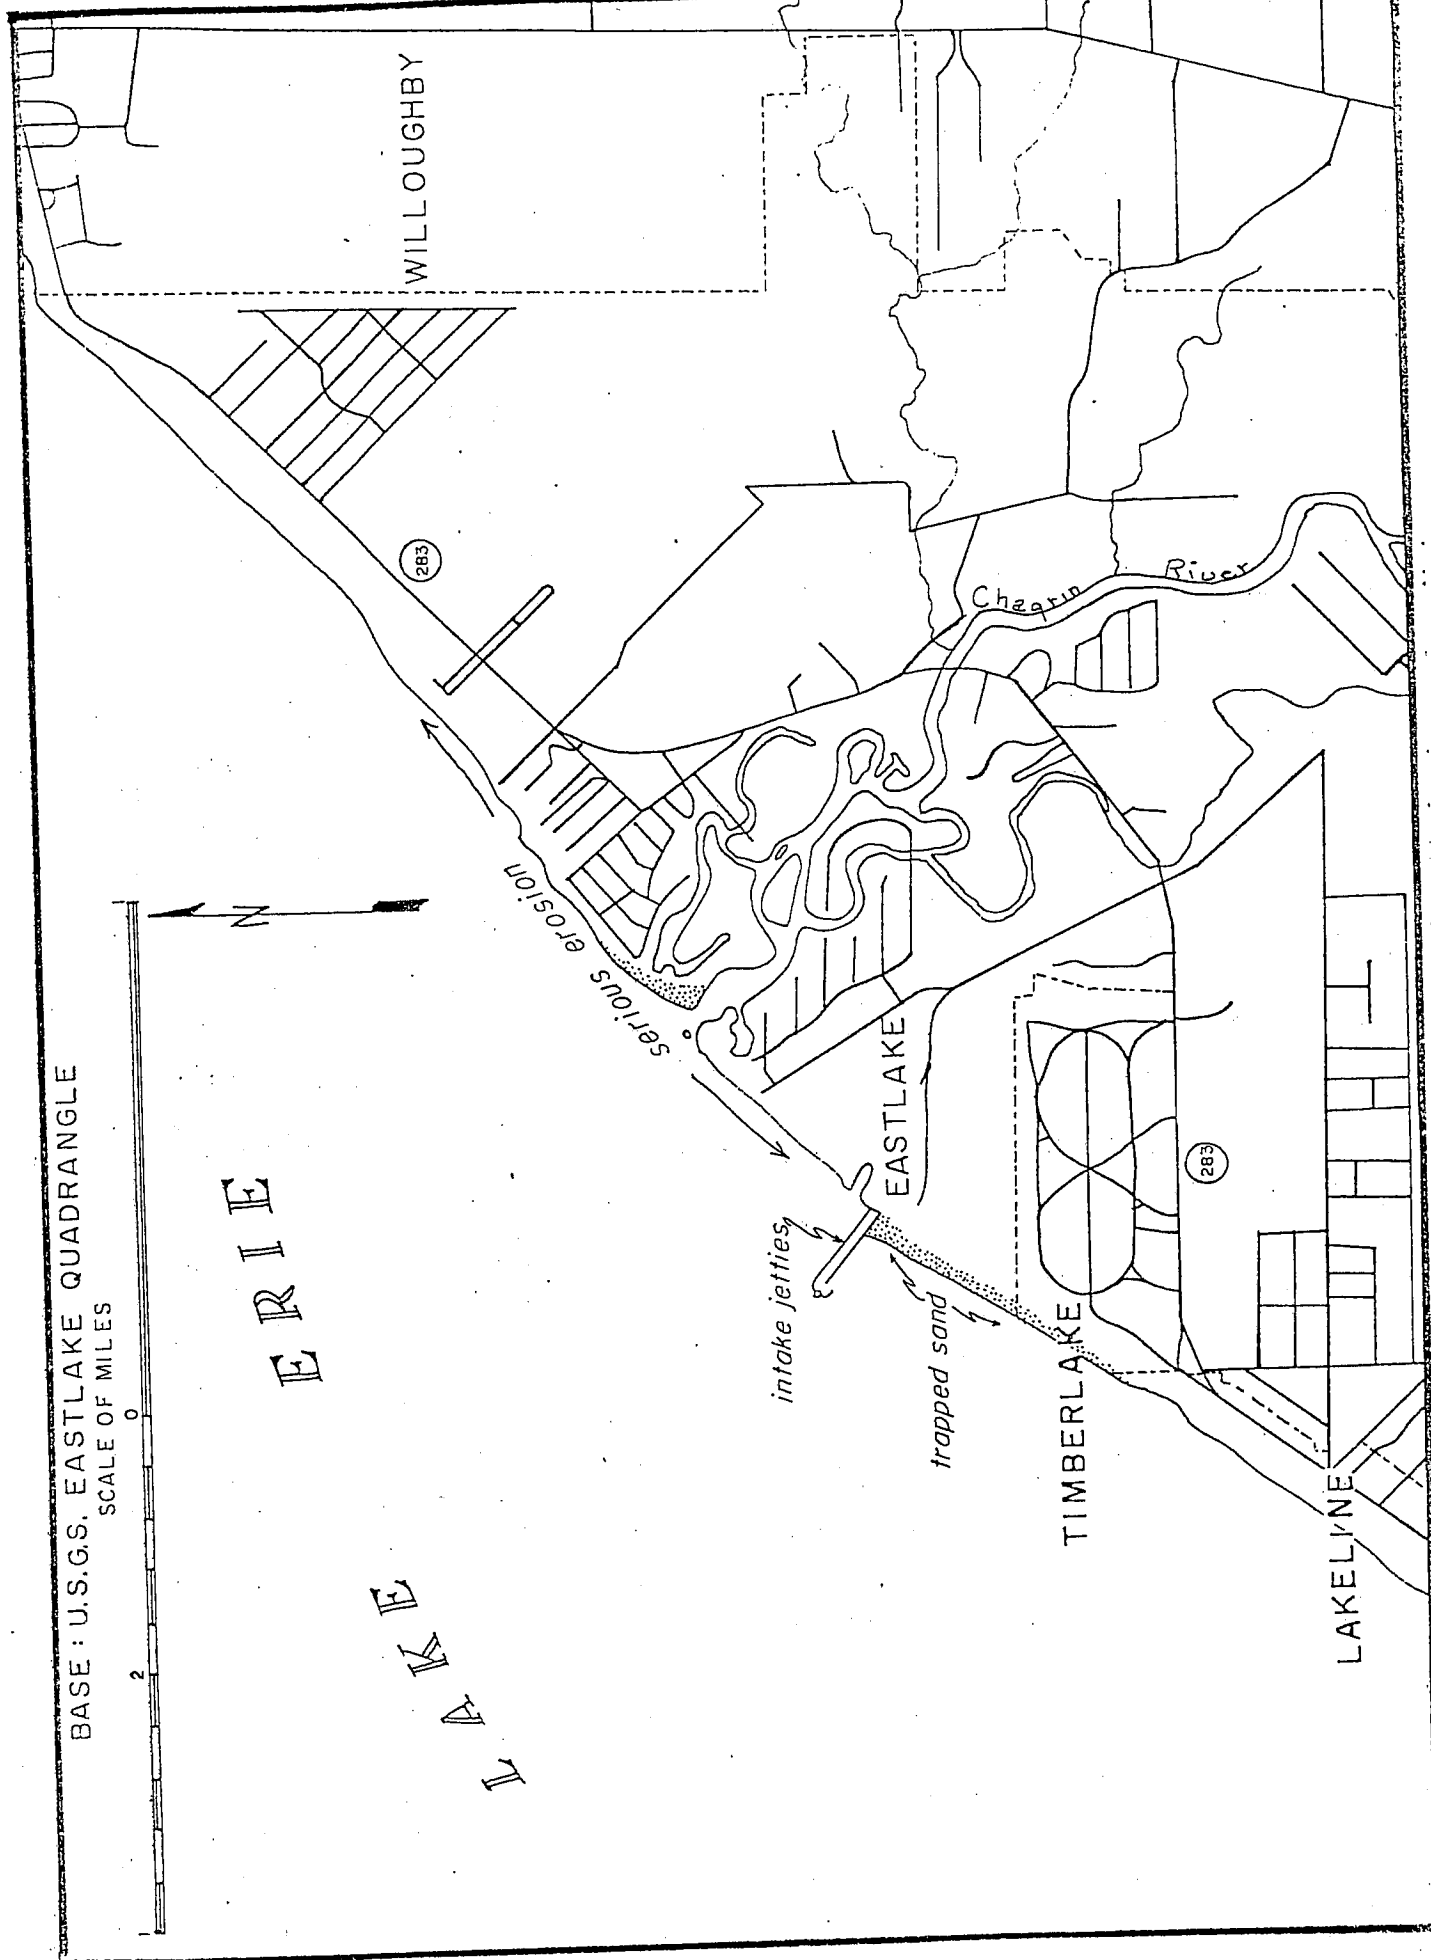 BASE : U.S.G.S. EASTLAKE QUADRANGLE
SCALE OF MILES
2
0
N
LAKE ERIE
WILLOUGHBY
283
serious erosion
Chagrin River
intake jetties
trapped sand
EASTLAKE
TIMBERLAKE
283
LAKELINE